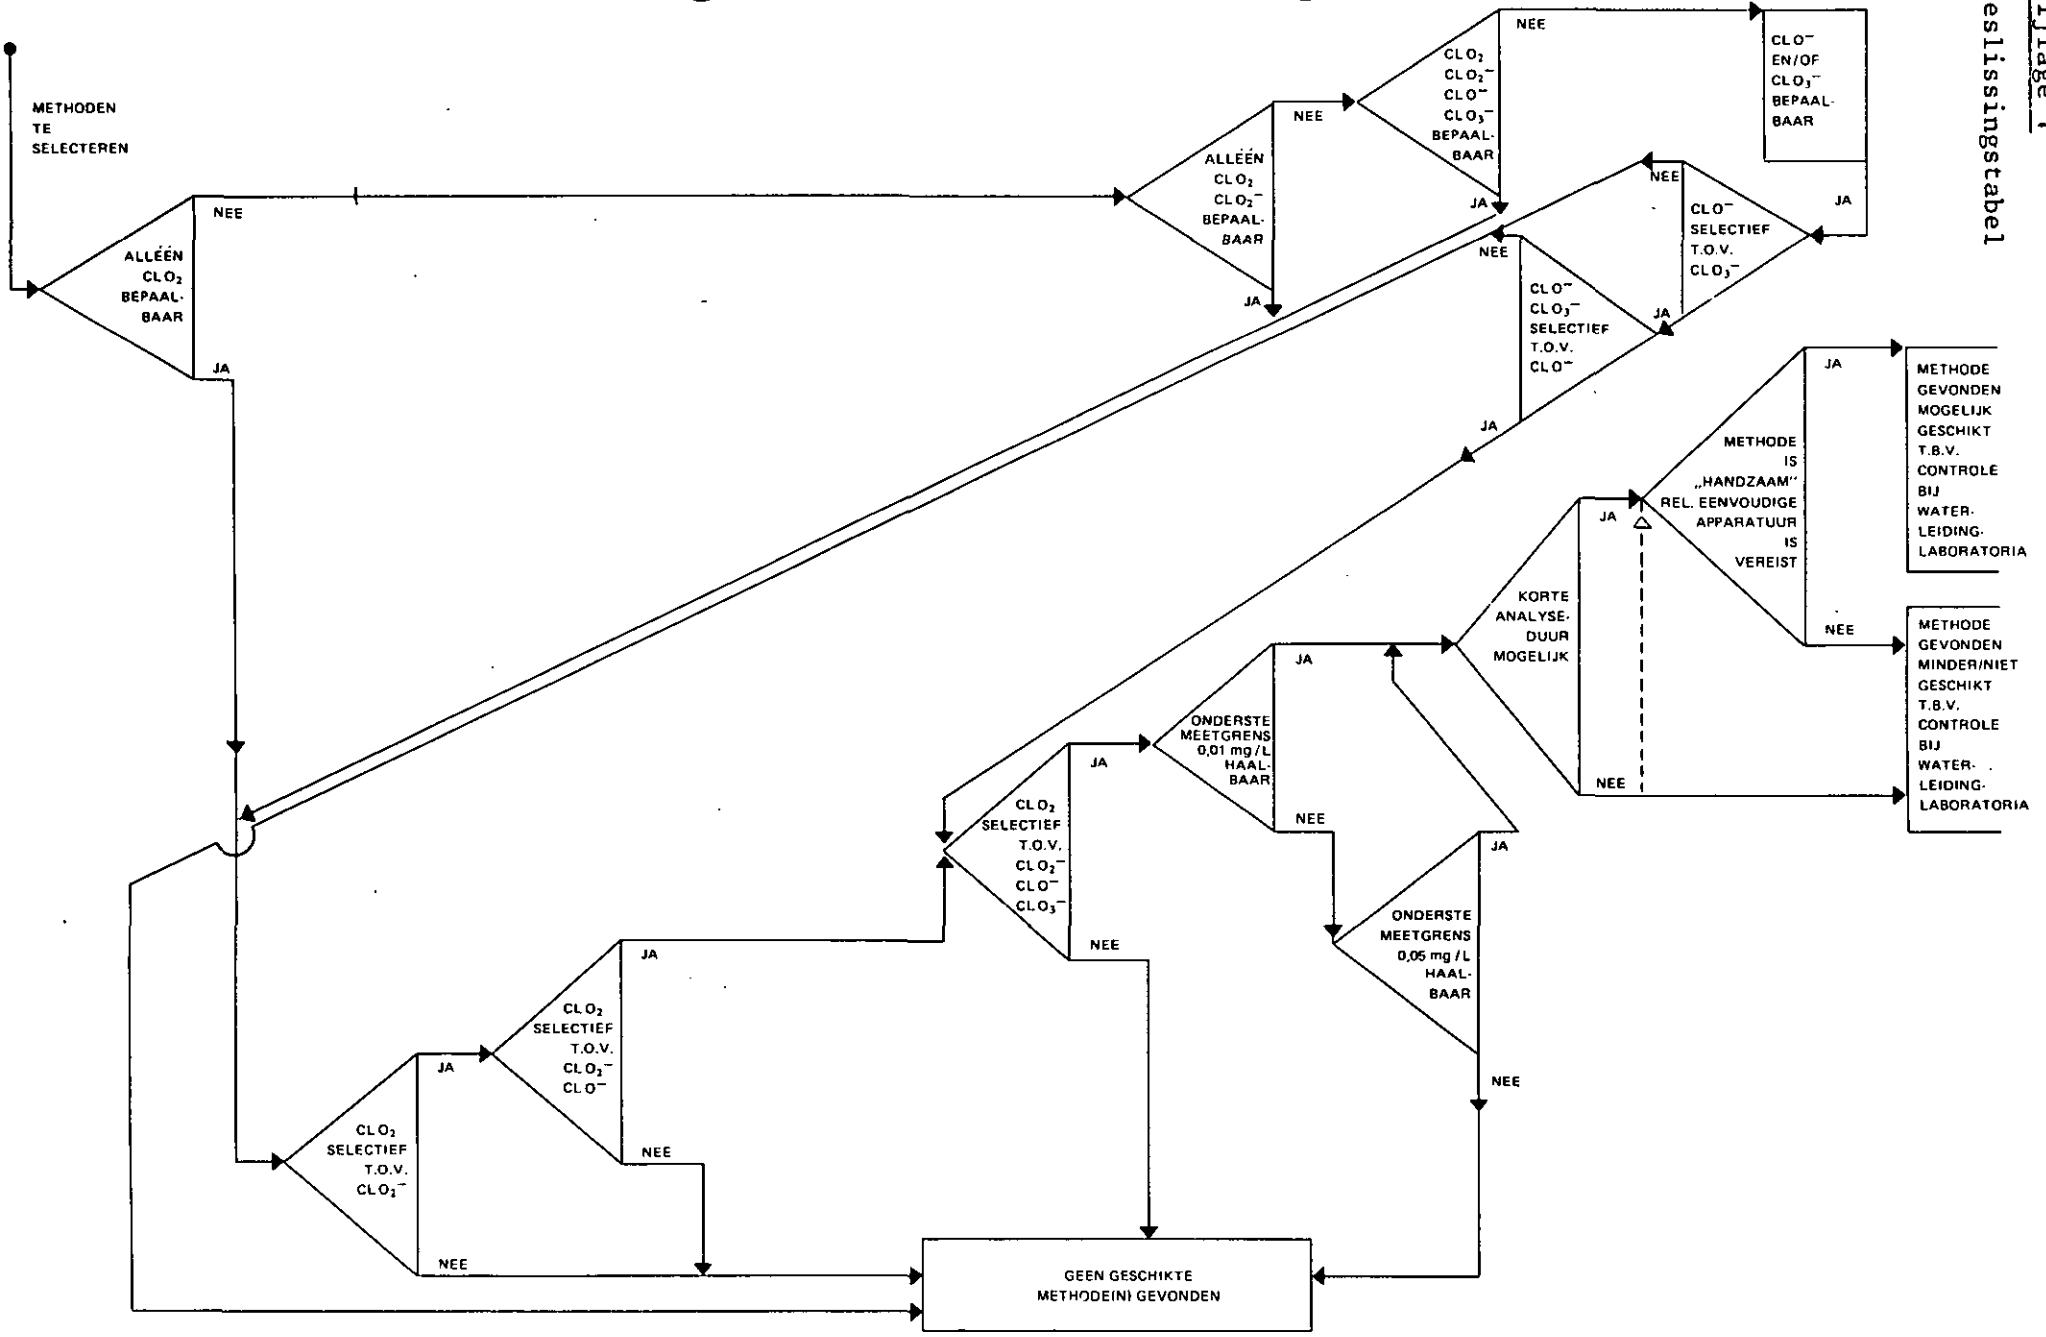 eslissingstabel
METHODEN
TE
SELECTEREN
ALLÉÉN
CLO₂
BEPAAL-
BAAR
NEE
JA
ALLÉÉN
CLO₂
CLO₂⁻
BEPAAL-
BAAR
NEE
JA
CLO₂
CLO₂⁻
CLO⁻
CLO₃⁻
BEPAAL-
BAAR
NEE
JA
CLO⁻
EN/OF
CLO₃⁻
BEPAAL-
BAAR
JA
CLO⁻
SELECTIEF
T.O.V.
CLO₃⁻
NEE
JA
CLO⁻
CLO₃⁻
SELECTIEF
T.O.V.
CLO⁻
NEE
JA
CLO₂
SELECTIEF
T.O.V.
CLO₂⁻
JA
NEE
CLO₂
SELECTIEF
T.O.V.
CLO₂⁻
CLO⁻
JA
NEE
CLO₂
SELECTIEF
T.O.V.
CLO₂⁻
CLO⁻
CLO₃⁻
JA
NEE
ONDERSTE
MEETGRENS
0,01 mg/L
HAAL-
BAAR
JA
NEE
ONDERSTE
MEETGRENS
0,05 mg/L
HAAL-
BAAR
JA
NEE
KORTE
ANALYSE-
DUUR
MOGELIJK
JA
NEE
METHODE
IS
„HANDZAAM"
REL. EENVOUDIGE
APPARATUUR
IS
VEREIST
JA
NEE
METHODE
GEVONDEN
MOGELIJK
GESCHIKT
T.B.V.
CONTROLE
BIJ
WATER-
LEIDING-
LABORATORIA
METHODE
GEVONDEN
MINDER/NIET
GESCHIKT
T.B.V.
CONTROLE
BIJ
WATER-
LEIDING-
LABORATORIA
GEEN GESCHIKTE
METHODE(N) GEVONDEN